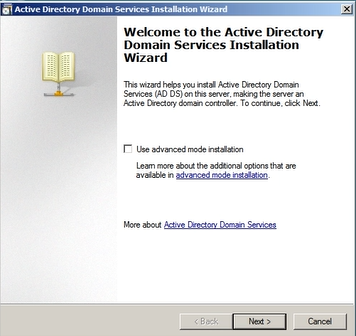 Active Directory Domain Services Installation Wizard
Welcome to the Active Directory
Domain Services Installation
Wizard
This wizard helps you install Active Directory Domain
Services (AD DS) on this server, making the server an
Active Directory domain controller. To continue, click Next.
Use advanced mode installation
Learn more about the additional options that are
available in advanced mode installation.
More about Active Directory Domain Services
< Back
Next >
Cancel